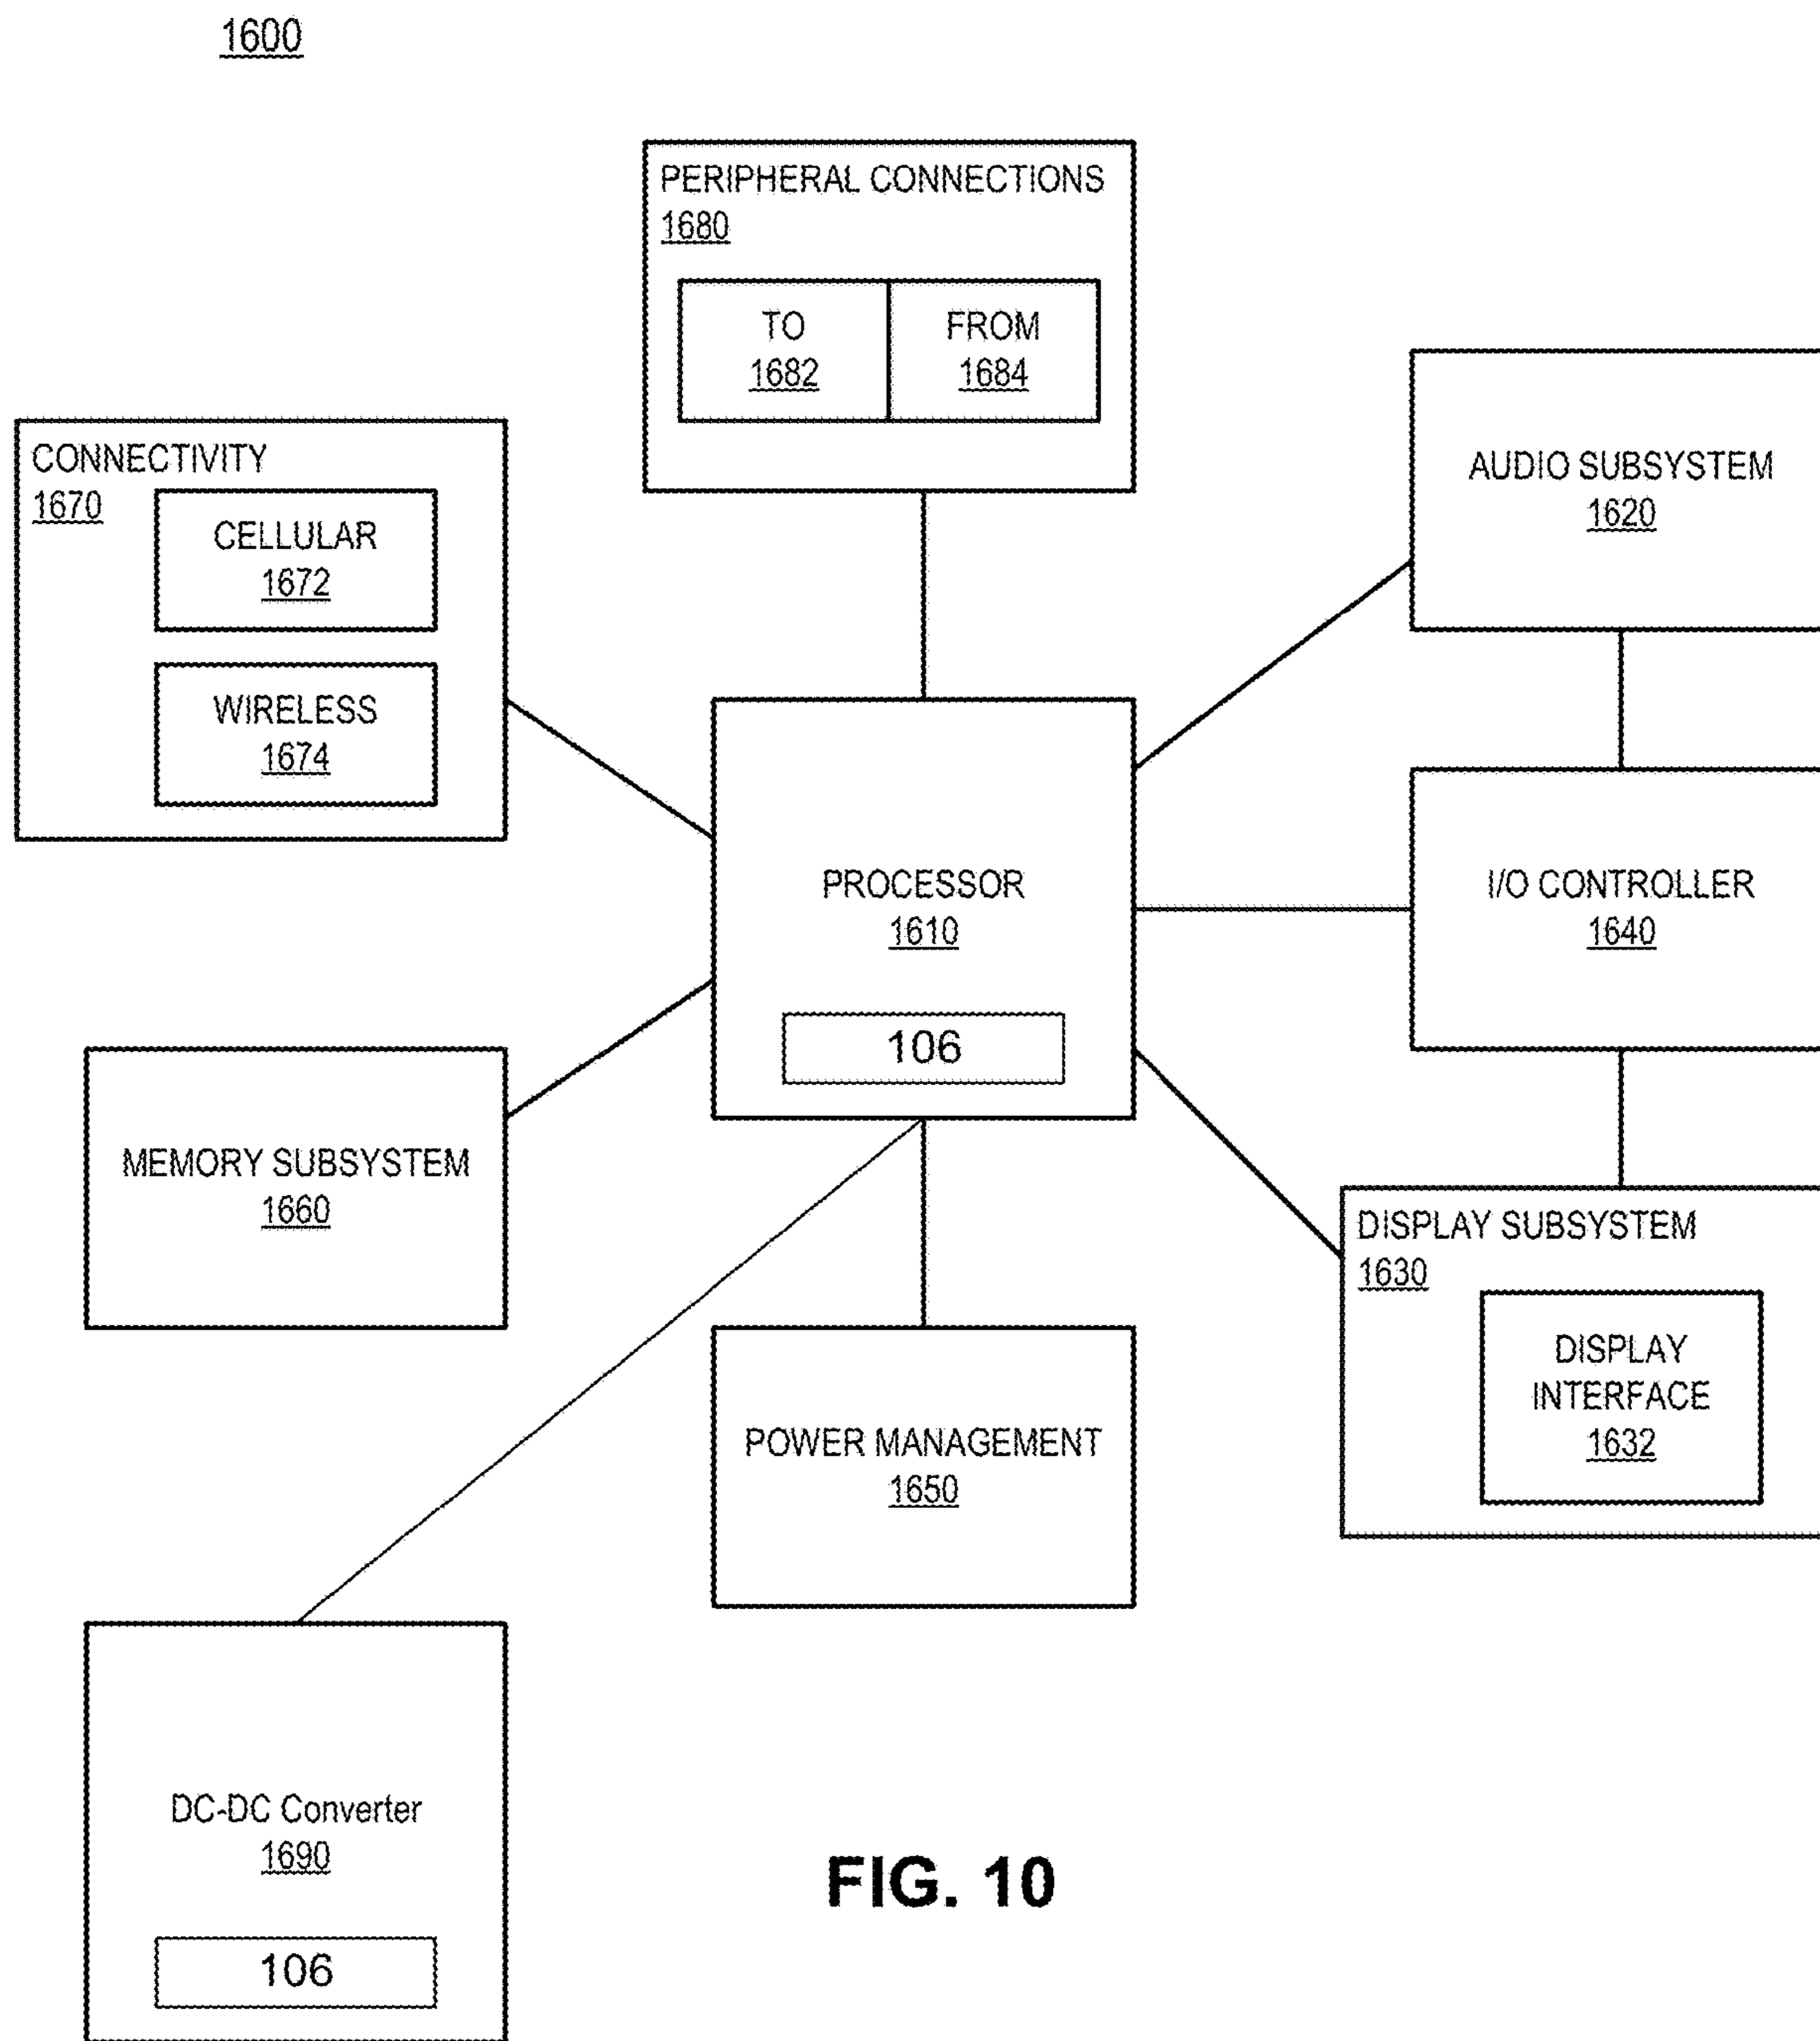 1600
PERIPHERAL CONNECTIONS
1680
TO
1682
FROM
1684
CONNECTIVITY
1670
CELLULAR
1672
WIRELESS
1674
AUDIO SUBSYSTEM
1620
PROCESSOR
1610
106
I/O CONTROLLER
1640
MEMORY SUBSYSTEM
1660
DISPLAY SUBSYSTEM
1630
DISPLAY
INTERFACE
1632
POWER MANAGEMENT
1650
DC-DC Converter
1690
106
FIG. 10